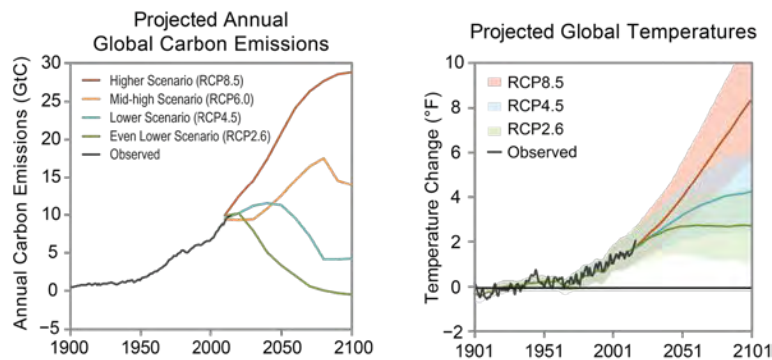 Projected Annual
Global Carbon Emissions
Annual Carbon Emissions (GtC)
30
25
20
15
10
5
0
−5
Higher Scenario (RCP8.5)
Mid-high Scenario (RCP6.0)
Lower Scenario (RCP4.5)
Even Lower Scenario (RCP2.6)
Observed
1900 1950 2000 2050 2100
Projected Global Temperatures
Temperature Change (°F)
10
8
6
4
2
0
−2
RCP8.5
RCP4.5
RCP2.6
Observed
1901 1951 2001 2051 2101